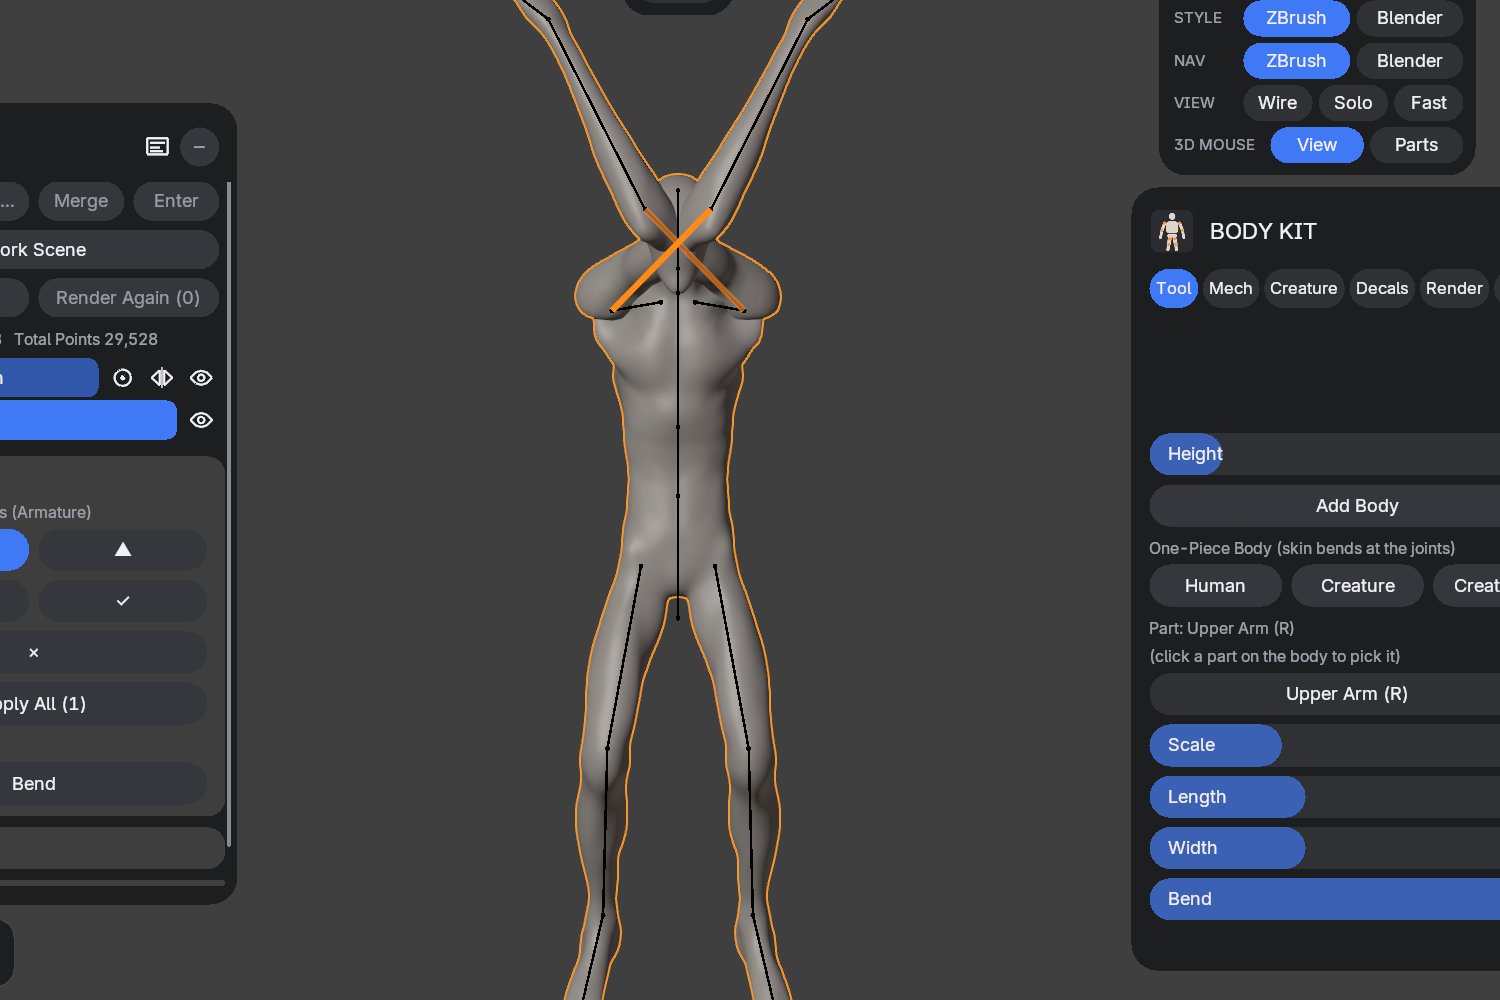 STYLE ZBrush Blender
NAV ZBrush Blender
VIEW Wire Solo Fast
3D MOUSE View Parts
... Merge Enter
ork Scene
Render Again (0)
Total Points 29,528
s (Armature)
pply All (1)
Bend
BODY KIT
Tool Mech Creature Decals Render
Height
Add Body
One-Piece Body (skin bends at the joints)
Human Creature Creat
Part: Upper Arm (R)
(click a part on the body to pick it)
Upper Arm (R)
Scale
Length
Width
Bend